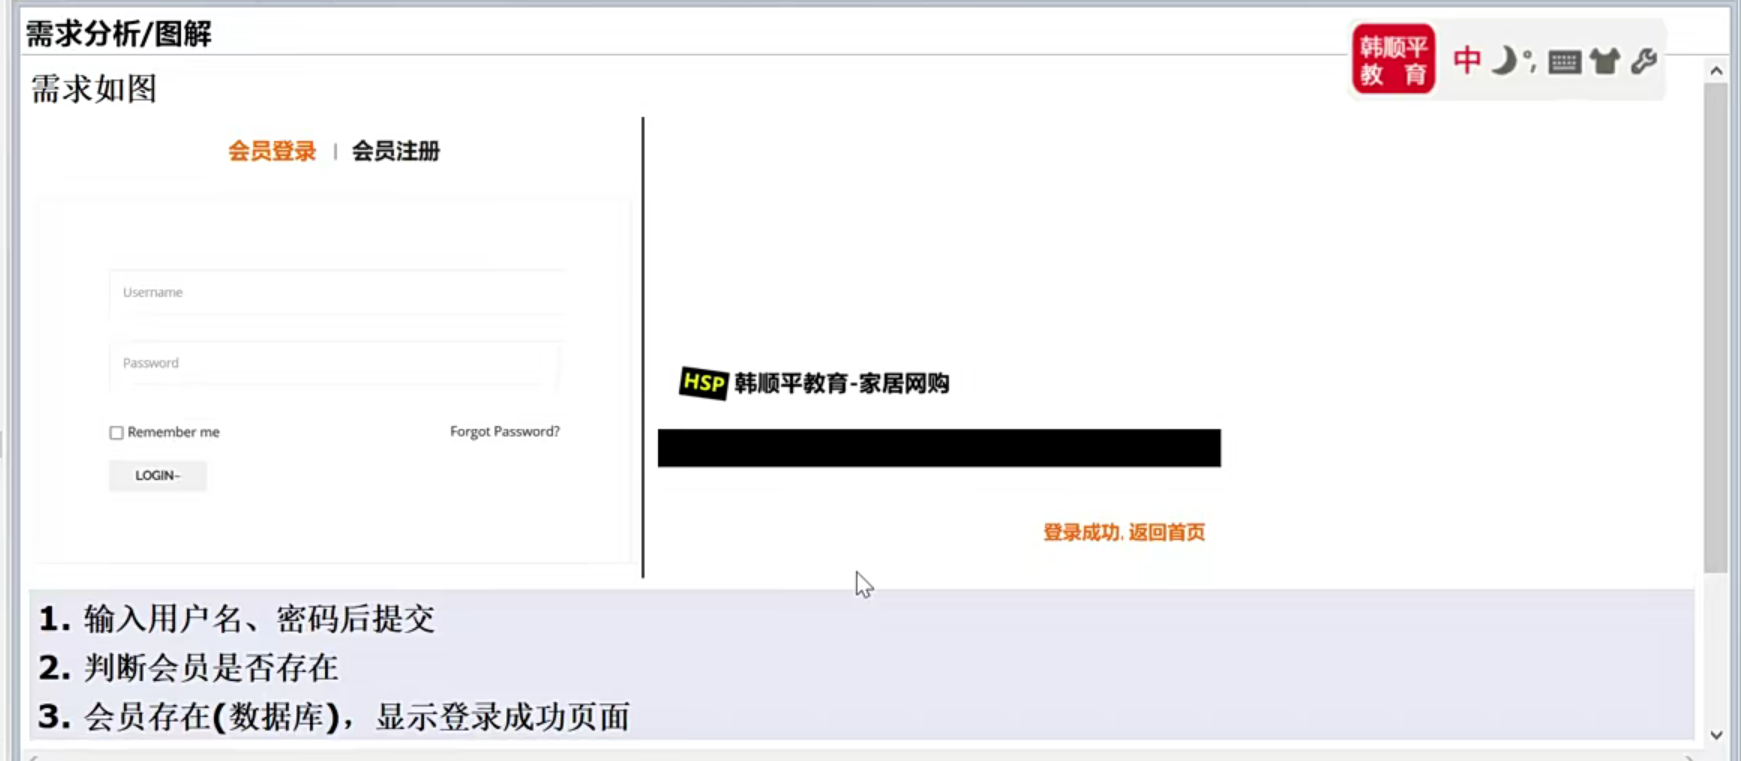 需求分析/图解
韩顺平
教 育
中
需求如图
会员登录 | 会员注册
Username
Password
Remember me
Forgot Password?
LOGIN-
HSP 韩顺平教育-家居网购
登录成功, 返回首页
1. 输入用户名、密码后提交
2. 判断会员是否存在
3. 会员存在(数据库)，显示登录成功页面